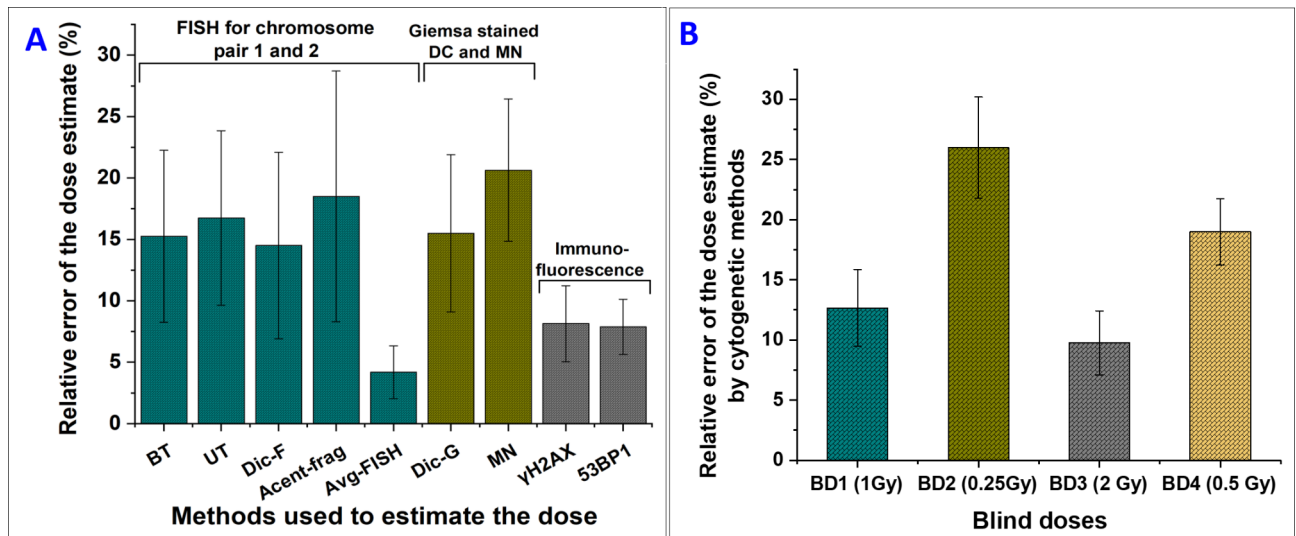 A
FISH for chromosome
pair 1 and 2
Giemsa stained
DC and MN
Immuno-
fluorescence
Relative error of the dose estimate (%)
30
25
20
15
10
5
0
BT
UT
Dic-F
Acent-frag
Avg-FISH
Dic-G
MN
γH2AX
53BP1
Methods used to estimate the dose
B
Relative error of the dose estimate (%)
by cytogenetic methods
30
25
20
15
10
5
0
BD1 (1Gy)
BD2 (0.25Gy)
BD3 (2 Gy)
BD4 (0.5 Gy)
Blind doses